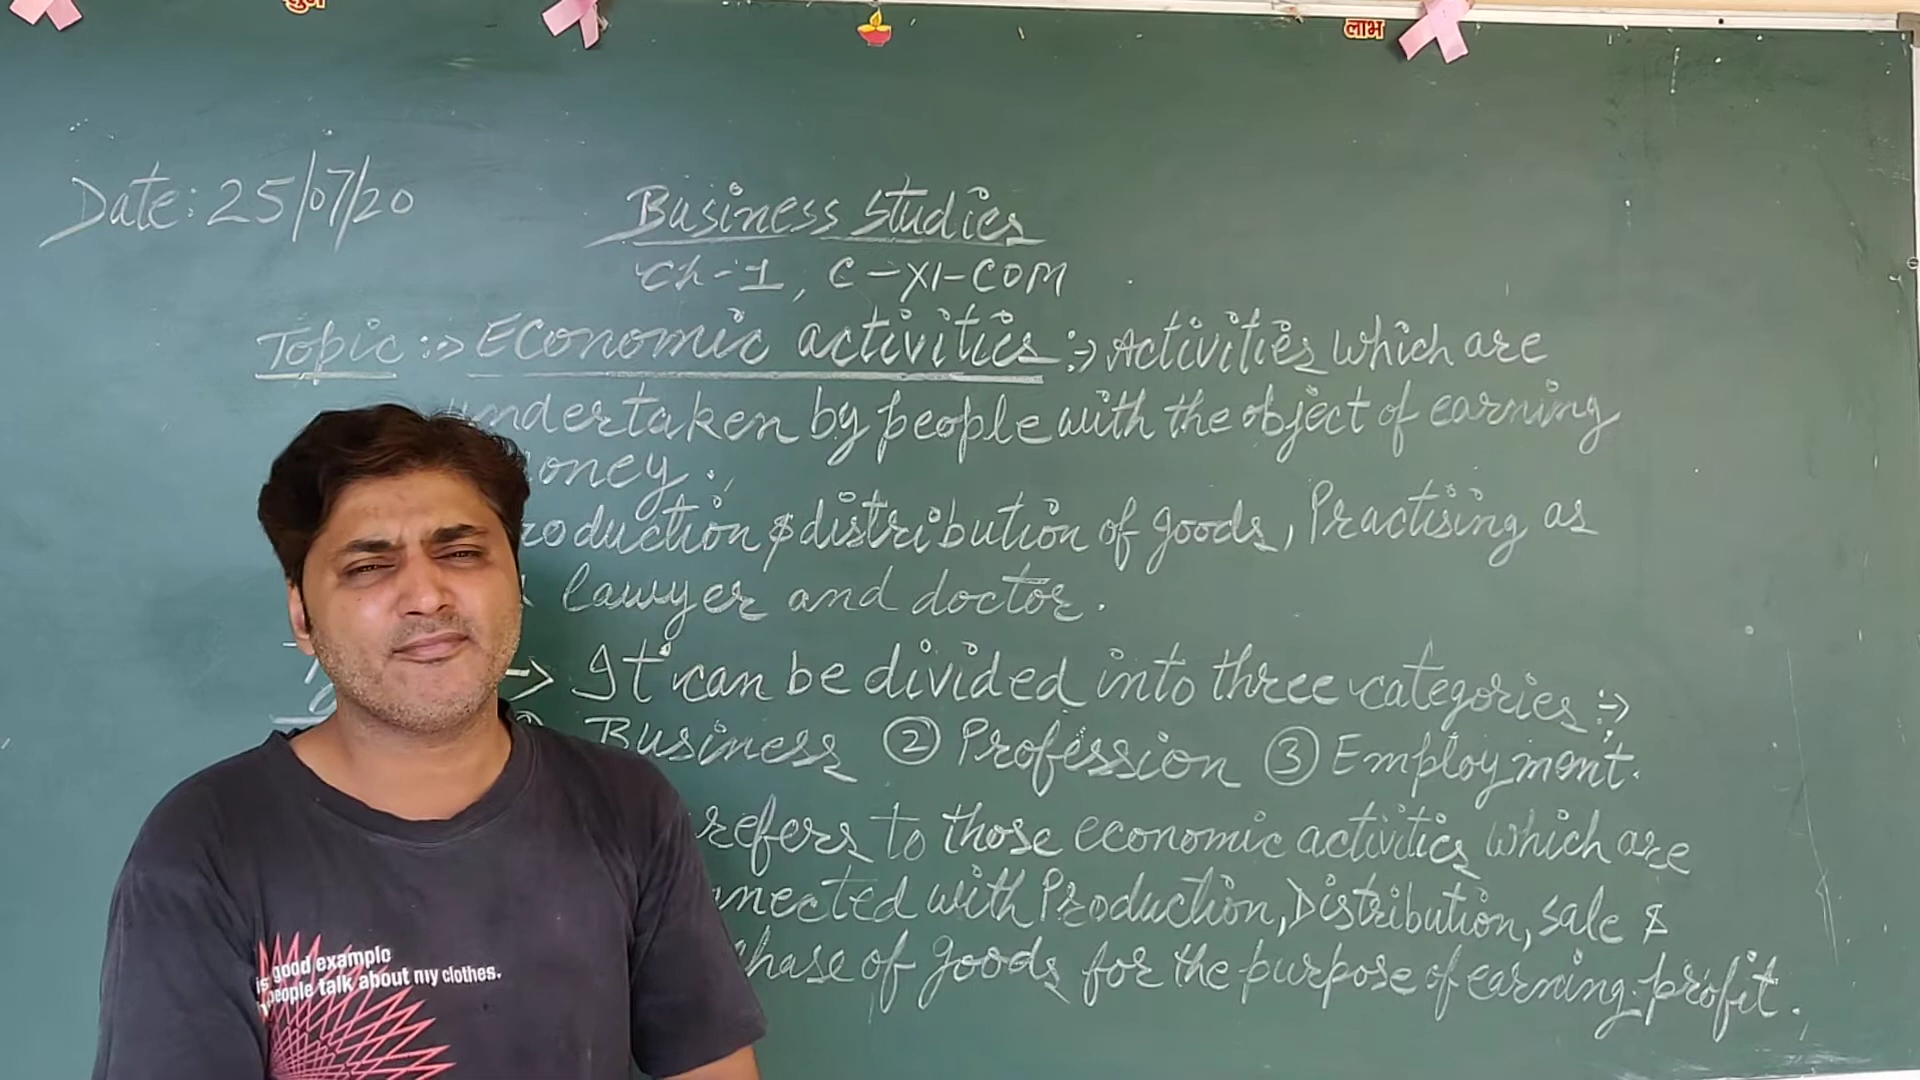 शुभ
लाभ
Date: 25/07/20
Business Studies
Ch-1, C-XI-COM
Topic :→ Economic activities :→ Activities which are
undertaken by people with the object of earning
oney.
roduction & distribution of goods, Practising as
lawyer and doctor.
→ It can be divided into three categories :→
Business ② Profession ③ Employment.
refers to those economic activities which are
nnected with Production, Distribution, sale &
chase of goods for the purpose of earning profit.
is good example
people talk about my clothes.